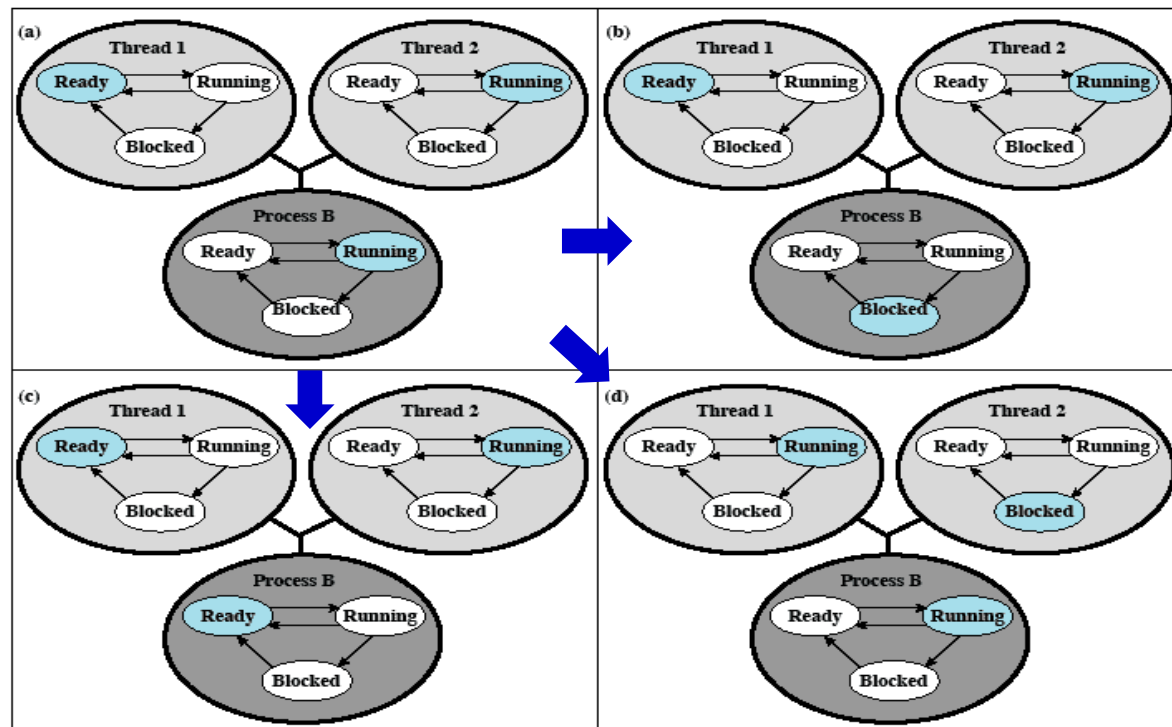 (a)
Thread 1
Ready Running
Blocked
Thread 2
Ready Running
Blocked
Process B
Ready Running
Blocked
(b)
Thread 1
Ready Running
Blocked
Thread 2
Ready Running
Blocked
Process B
Ready Running
Blocked
(c)
Thread 1
Ready Running
Blocked
Thread 2
Ready Running
Blocked
Process B
Ready Running
Blocked
(d)
Thread 1
Ready Running
Blocked
Thread 2
Ready Running
Blocked
Process B
Ready Running
Blocked